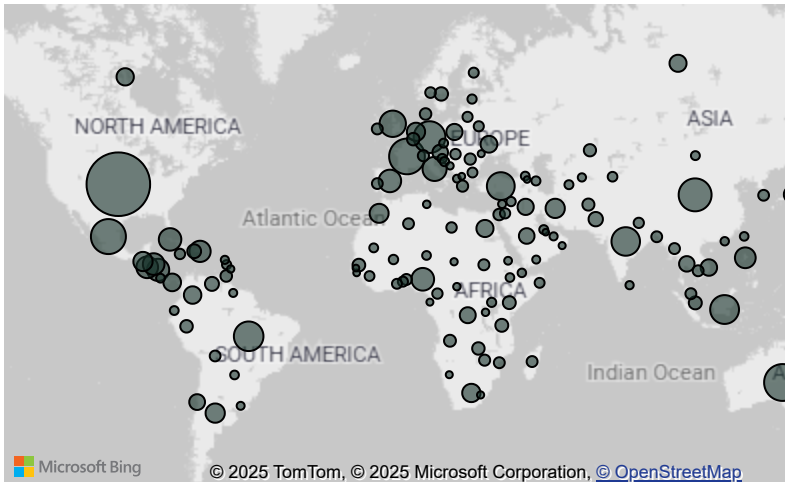 NORTH AMERICA
EUROPE
ASIA
Atlantic Ocean
AFRICA
SOUTH AMERICA
Indian Ocean
A
Microsoft Bing
© 2025 TomTom, © 2025 Microsoft Corporation, © OpenStreetMap